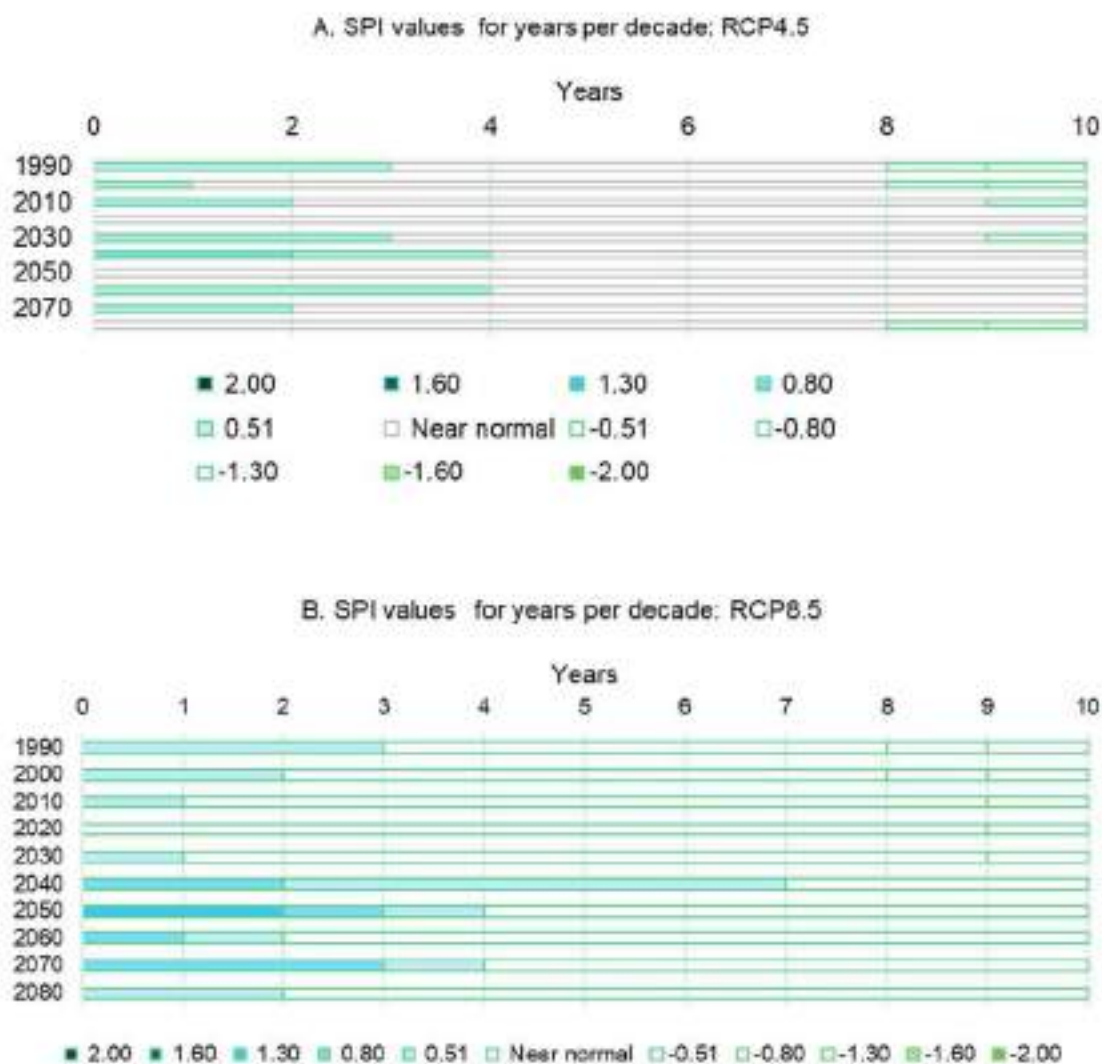 A. SPI values for years per decade: RCP4.5
Years
0 2 4 6 8 10
1990
2010
2030
2050
2070
2.00 1.60 1.30 0.80
0.51 Near normal -0.51 -0.80
-1.30 -1.60 -2.00
B. SPI values for years per decade: RCP8.5
Years
0 1 2 3 4 5 6 7 8 9 10
1990
2000
2010
2020
2030
2040
2050
2060
2070
2080
2.00 1.60 1.30 0.80 0.51 Near normal -0.51 -0.80 -1.30 -1.60 -2.00